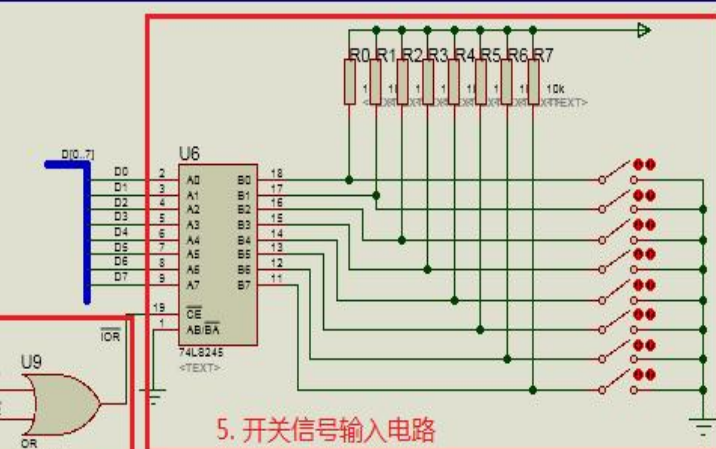 R0 R1 R2 R3 R4 R5 R6 R7
10k
D[0..7]
U6
D0 2 A0 B0 18
D1 3 A1 B1 17
D2 4 A2 B2 16
D3 5 A3 B3 15
D4 6 A4 B4 14
D5 7 A5 B5 13
D6 8 A6 B6 12
D7 9 A7 B7 11
19 CE
IOR
1 AB/BA
74LS245
<TEXT>
U9
OR
5. 开关信号输入电路